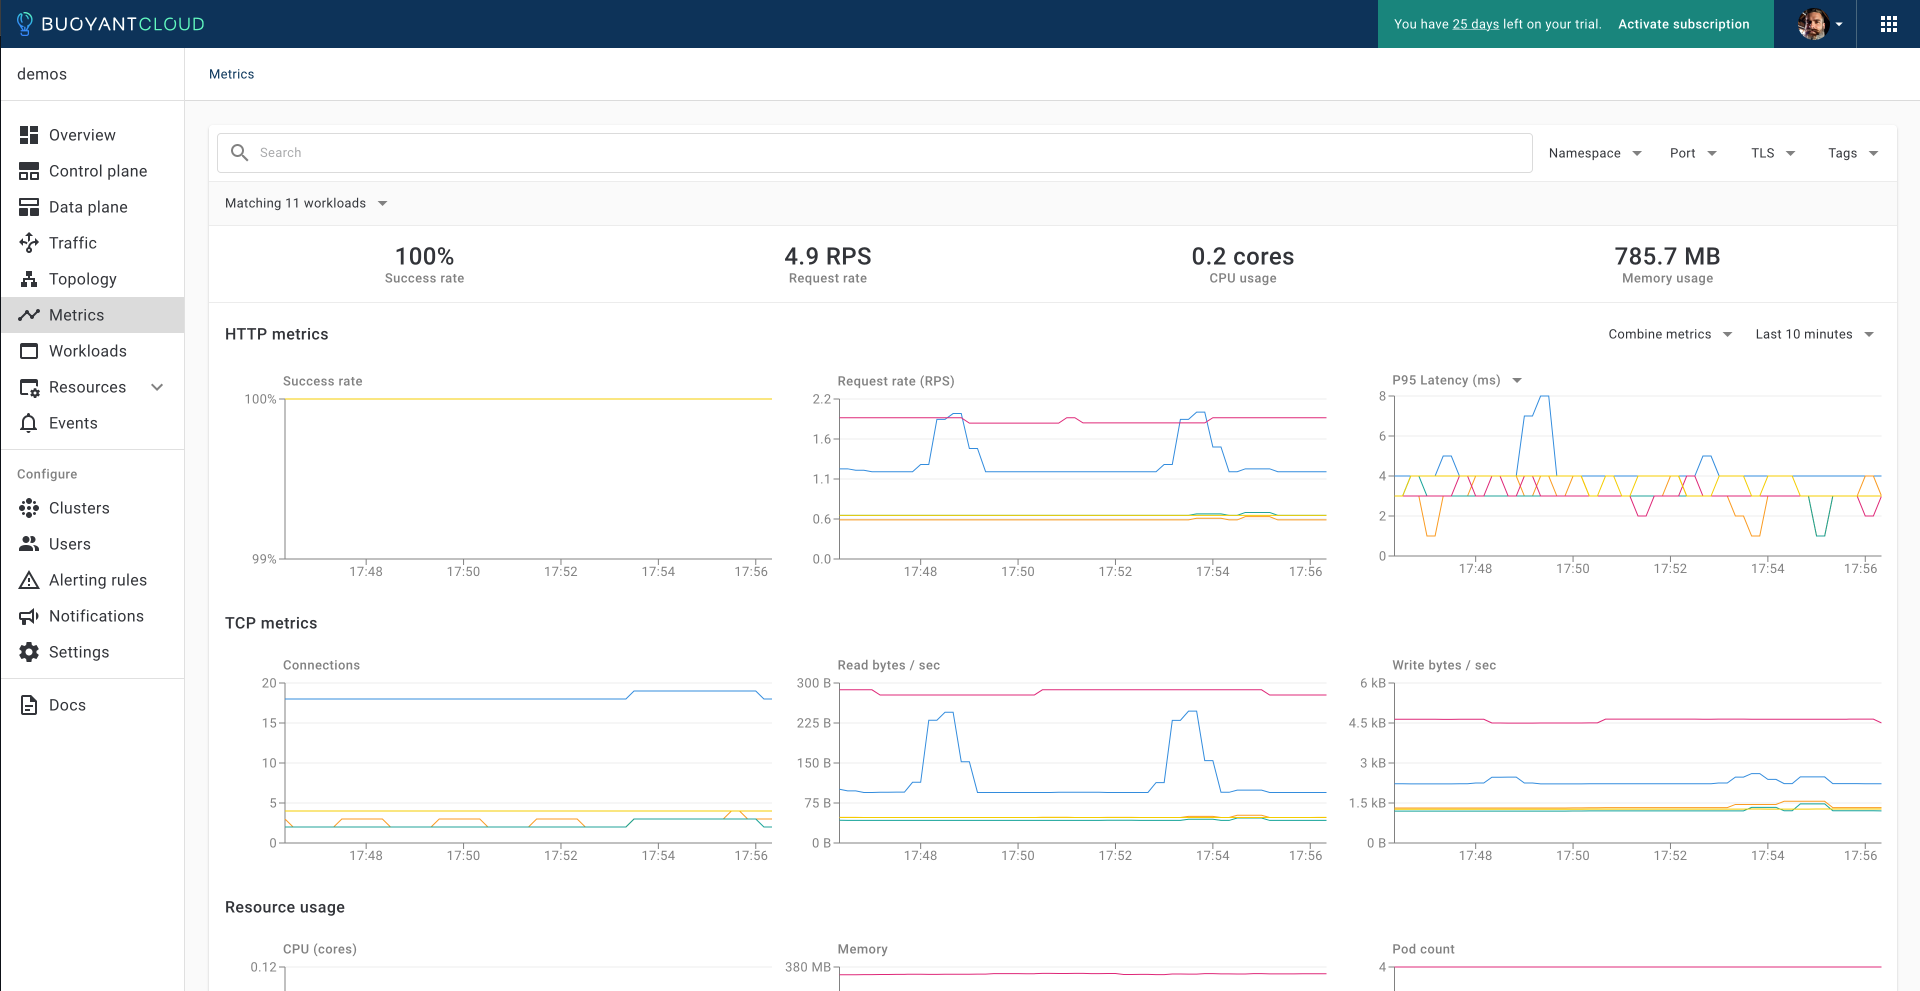 BUOYANTCLOUD
You have 25 days left on your trial. Activate subscription
demos
Metrics
Overview
Control plane
Data plane
Traffic
Topology
Metrics
Workloads
Resources
Events
Configure
Clusters
Users
Alerting rules
Notifications
Settings
Docs
Search
Namespace Port TLS Tags
Matching 11 workloads
100% 4.9 RPS 0.2 cores 785.7 MB
Success rate Request rate CPU usage Memory usage
HTTP metrics
Combine metrics Last 10 minutes
Success rate
100%
99%
17:48 17:50 17:52 17:54 17:56
Request rate (RPS)
2.2
1.6
1.1
0.6
0.0
17:48 17:50 17:52 17:54 17:56
P95 Latency (ms)
8
6
4
2
0
17:48 17:50 17:52 17:54 17:56
TCP metrics
Connections
20
15
10
5
0
17:48 17:50 17:52 17:54 17:56
Read bytes / sec
300 B
225 B
150 B
75 B
0 B
17:48 17:50 17:52 17:54 17:56
Write bytes / sec
6 kB
4.5 kB
3 kB
1.5 kB
0 B
17:48 17:50 17:52 17:54 17:56
Resource usage
CPU (cores)
0.12
Memory
380 MB
Pod count
4